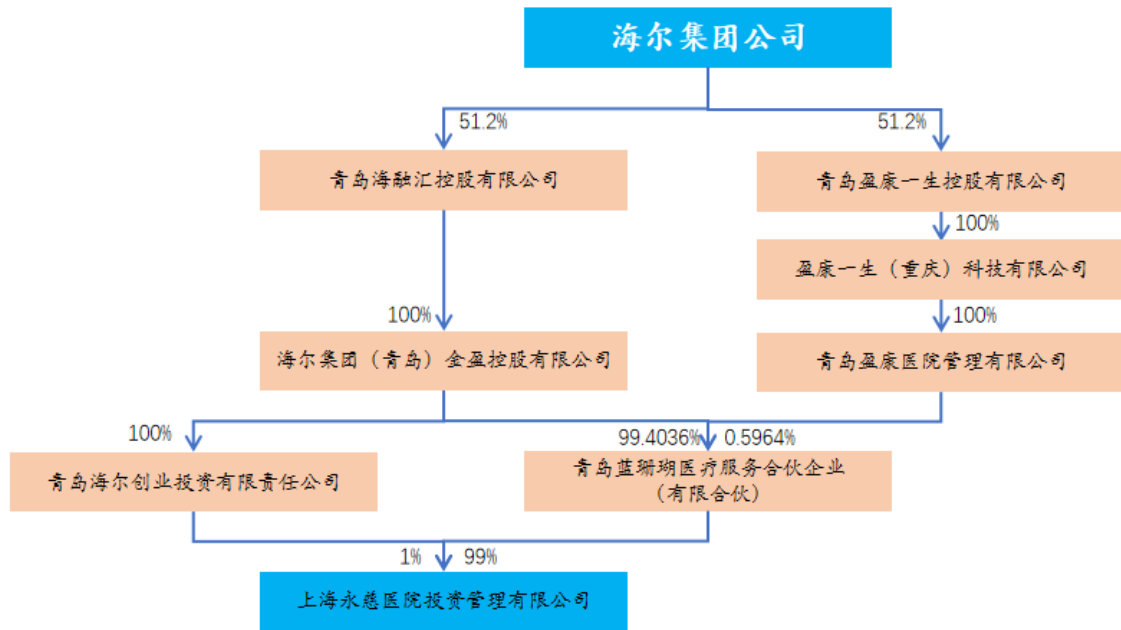 海尔集团公司
51.2%
51.2%
青岛海融汇控股有限公司
青岛盈康一生控股有限公司
100%
盈康一生（重庆）科技有限公司
100%
100%
海尔集团（青岛）金盈控股有限公司
青岛盈康医院管理有限公司
100%
99.4036%
0.5964%
青岛海尔创业投资有限责任公司
青岛蓝珊瑚医疗服务合伙企业
（有限合伙）
1%
99%
上海永慈医院投资管理有限公司